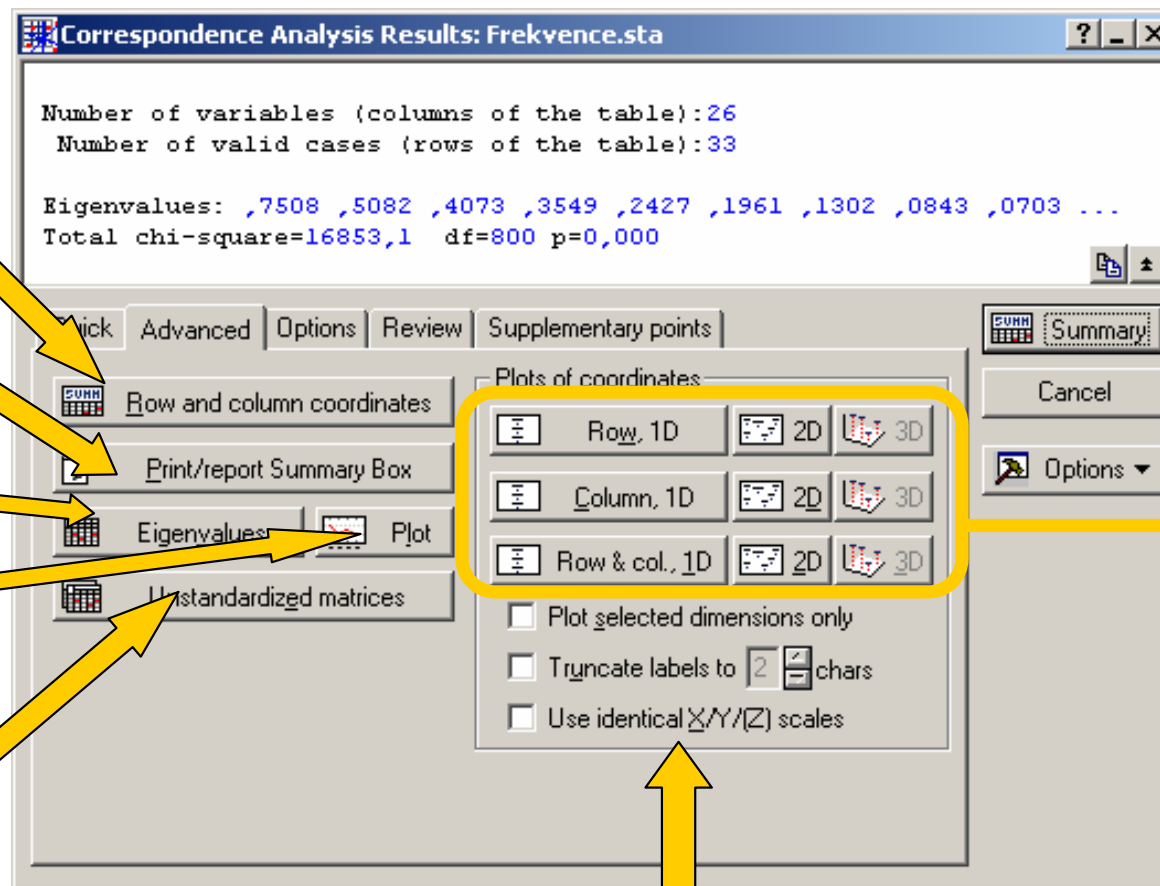 Correspondence Analysis Results: Frekvence.sta
Number of variables (columns of the table):26
Number of valid cases (rows of the table):33
Eigenvalues: ,7508 ,5082 ,4073 ,3549 ,2427 ,1961 ,1302 ,0843 ,0703 ...
Total chi-square=16853,1 df=800 p=0,000
Quick Advanced Options Review Supplementary points
Row and column coordinates
Print/report Summary Box
Eigenvalues Plot
Unstandardized matrices
Plots of coordinates
Row, 1D 2D 3D
Column, 1D 2D 3D
Row & col., 1D 2D 3D
Plot selected dimensions only
Truncate labels to 2 chars
Use identical X/Y/(Z) scales
SUMM Summary
Cancel
Options